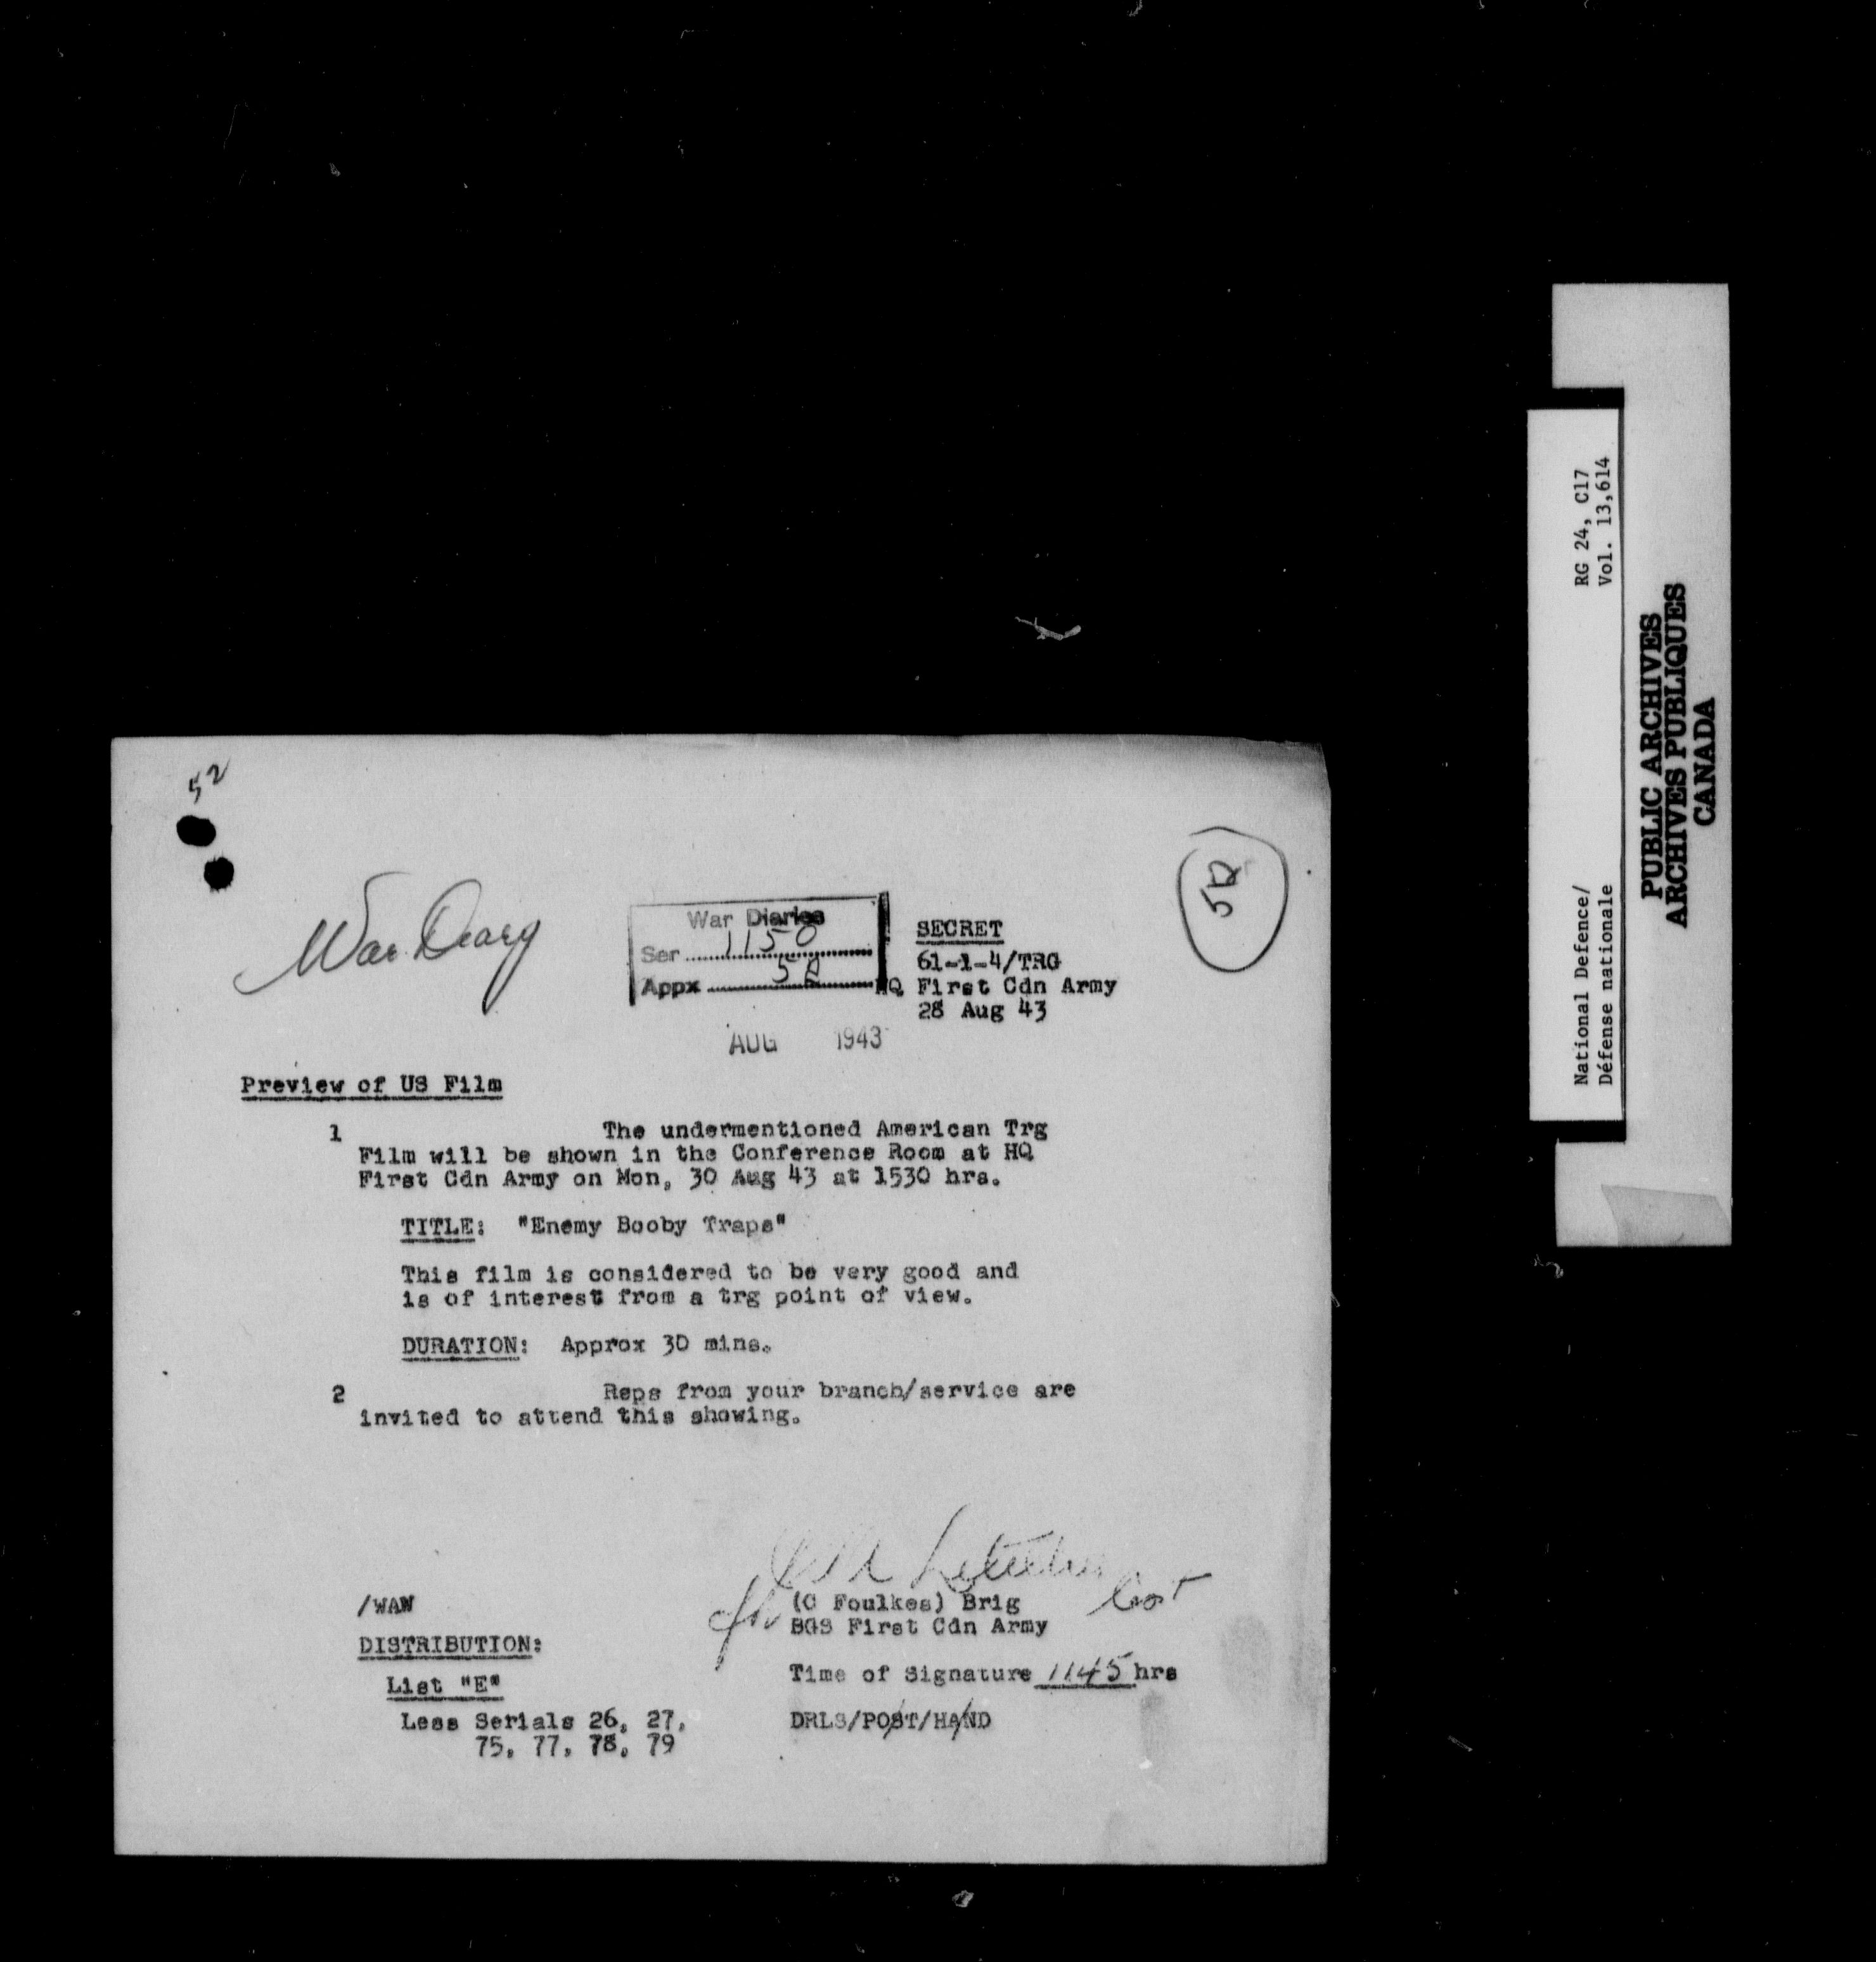 52
War Diary
War Diaries
Ser 1150
Appx
SECRET
61-1-4/TRG
HQ First Cdn Army
28 Aug 43
AUG 1943
Preview of US Film
1 The undermentioned American Trg
Film will be shown in the Conference Room at HQ
First Cdn Army on Mon, 30 Aug 43 at 1530 hrs.
TITLE: "Enemy Booby Traps"
This film is considered to be very good and
is of interest from a trg point of view.
DURATION: Approx 30 mins.
2 Reps from your branch/service are
invited to attend this showing.
for (C Foulkes) Brig
BGS First Cdn Army
Time of Signature 1145 hrs
DRLS/POST/HAND
/WAW
DISTRIBUTION:
List "E"
Less Serials 26, 27,
75, 77, 78, 79
National Defence/ RG 24, C17
Défense nationale Vol. 13,614
PUBLIC ARCHIVES
ARCHIVES PUBLIQUES
CANADA